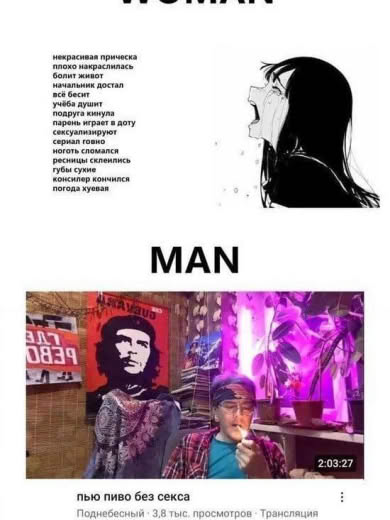 WOMAN
некрасивая прическа
плохо накрасилась
болит живот
начальник достал
всё бесит
учёба душит
подруга кинула
парень играет в доту
сексуализируют
сериал говно
ноготь сломался
ресницы склеились
губы сухие
консилер кончился
погода хуевая
MAN
GUEVARA
2:03:27
пью пиво без секса
Поднебесный · 3,8 тыс. просмотров · Трансляция